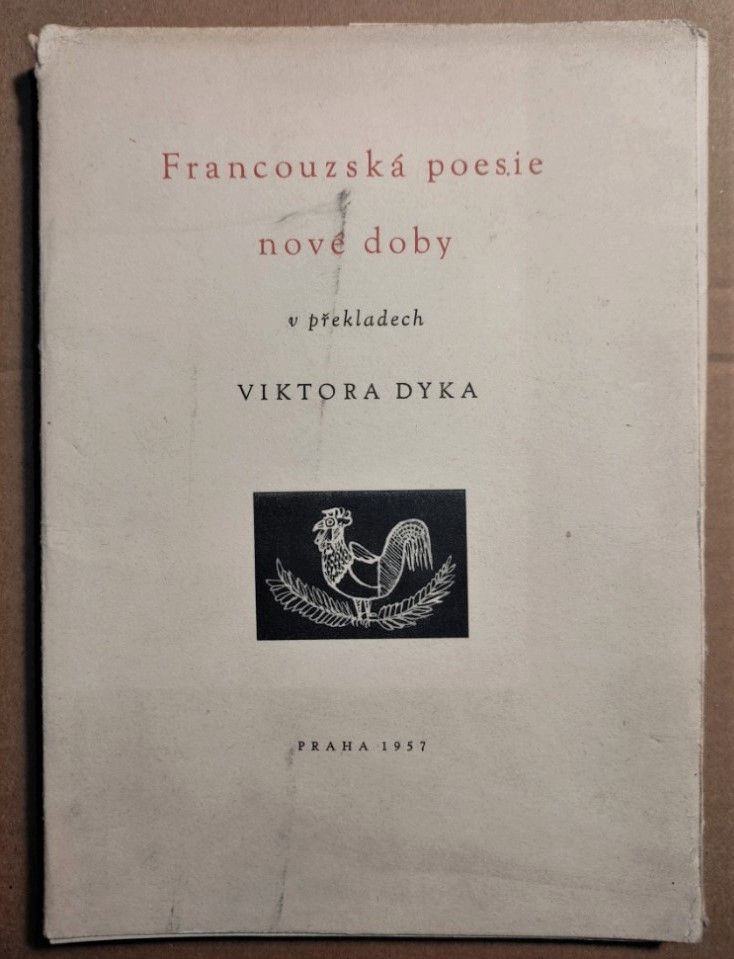 Francouzská poesie
nové doby
v překladech
VIKTORA DYKA
PRAHA 1957